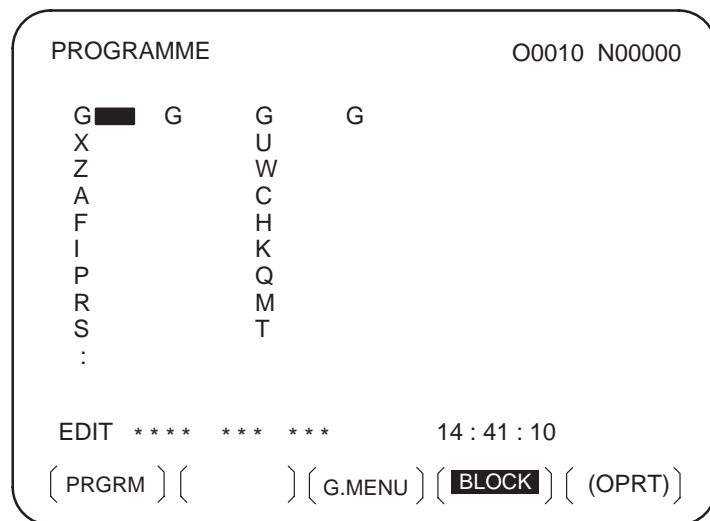 PROGRAMME O0010 N00000
G G G G
X U
Z W
A C
F H
I K
P Q
R M
S T
:
EDIT * * * * * * * * * * 14 : 41 : 10
PRGRM G.MENU BLOCK (OPRT)